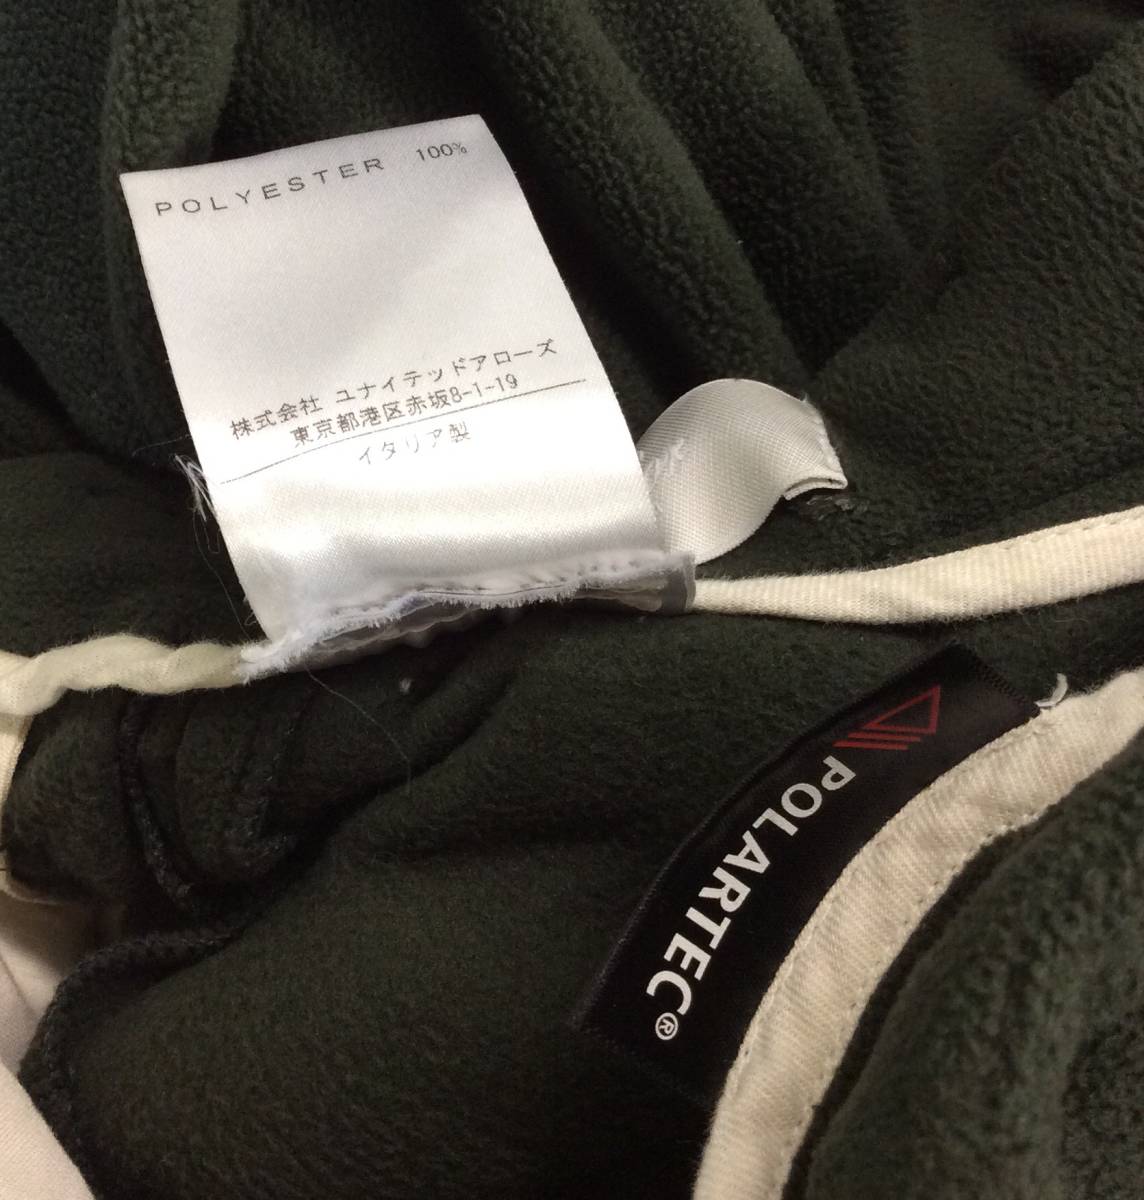 POLYESTER 100%
株式会社 ユナイテッドアローズ
東京都港区赤坂8-1-19
イタリア製
POLARTEC®